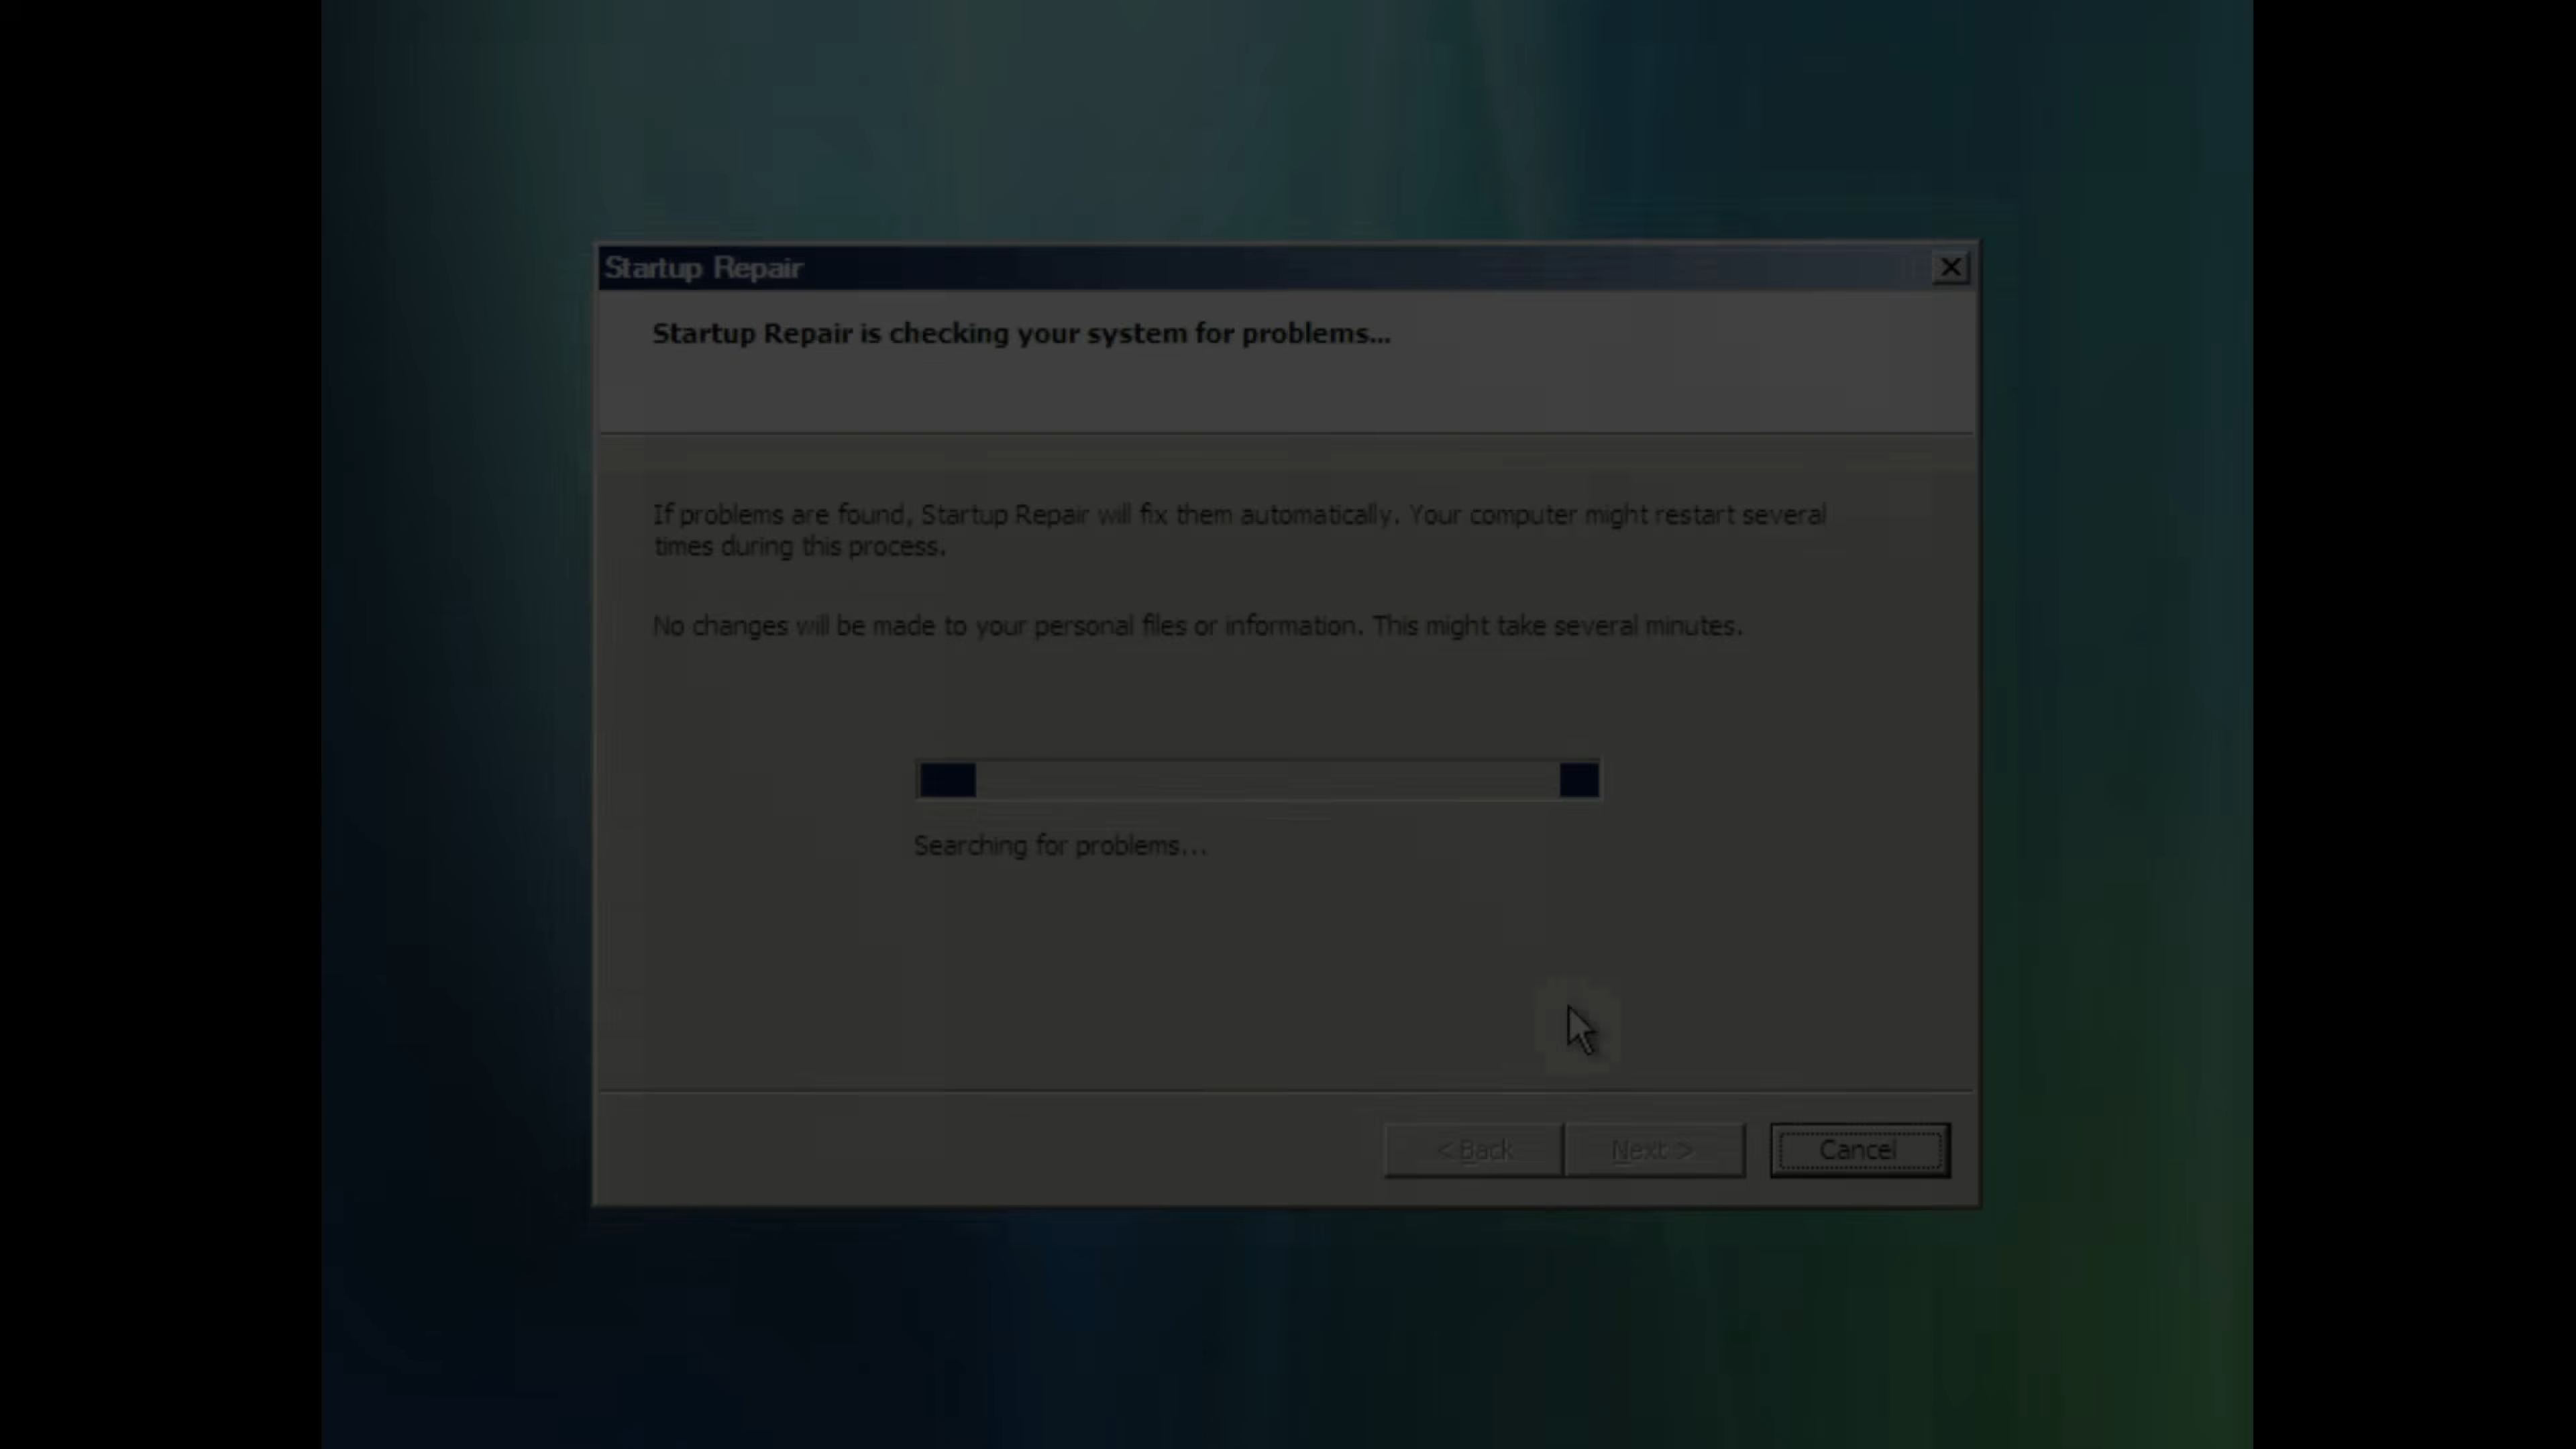 Startup Repair
Startup Repair is checking your system for problems...
If problems are found, Startup Repair will fix them automatically. Your computer might restart several
times during this process.
No changes will be made to your personal files or information. This might take several minutes.
Searching for problems...
< Back Next > Cancel